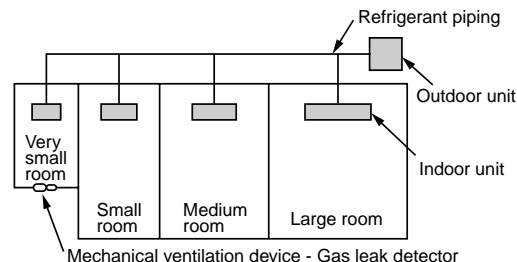 Refrigerant piping
Outdoor unit
Indoor unit
Very
small
room
Small
room
Medium
room
Large room
Mechanical ventilation device - Gas leak detector